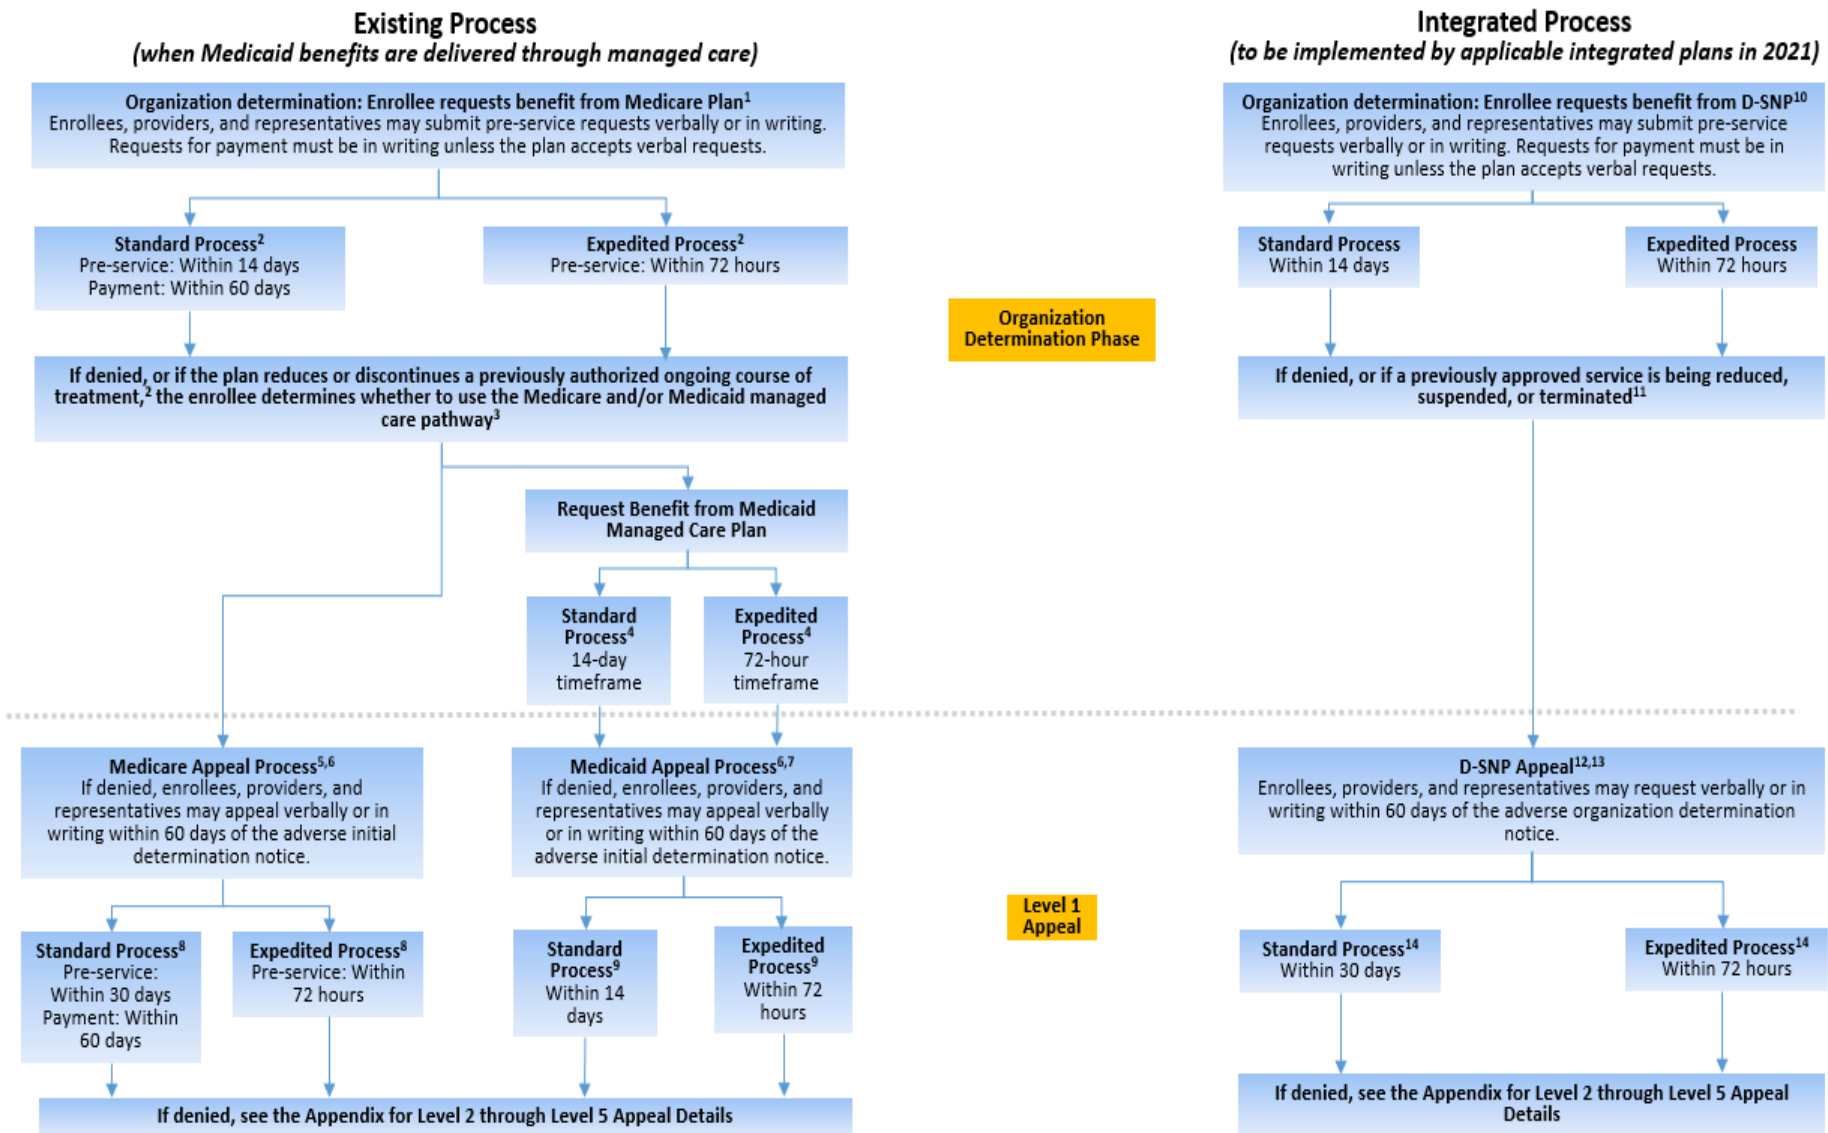 Existing Process
(when Medicaid benefits are delivered through managed care)
Organization determination: Enrollee requests benefit from Medicare Plan1
Enrollees, providers, and representatives may submit pre-service requests verbally or in writing.
Requests for payment must be in writing unless the plan accepts verbal requests.
Standard Process2
Pre-service: Within 14 days
Payment: Within 60 days
Expedited Process2
Pre-service: Within 72 hours
If denied, or if the plan reduces or discontinues a previously authorized ongoing course of
treatment,2 the enrollee determines whether to use the Medicare and/or Medicaid managed
care pathway3
Request Benefit from Medicaid
Managed Care Plan
Standard
Process4
14-day
timeframe
Expedited
Process4
72-hour
timeframe
Medicare Appeal Process5,6
If denied, enrollees, providers, and
representatives may appeal verbally or in
writing within 60 days of the adverse initial
determination notice.
Medicaid Appeal Process6,7
If denied, enrollees, providers, and
representatives may appeal verbally
or in writing within 60 days of the
adverse initial determination notice.
Standard Process8
Pre-service:
Within 30 days
Payment: Within
60 days
Expedited Process8
Pre-service: Within
72 hours
Standard
Process9
Within 14
days
Expedited
Process9
Within 72
hours
If denied, see the Appendix for Level 2 through Level 5 Appeal Details
Organization
Determination Phase
Level 1
Appeal
Integrated Process
(to be implemented by applicable integrated plans in 2021)
Organization determination: Enrollee requests benefit from D-SNP10
Enrollees, providers, and representatives may submit pre-service
requests verbally or in writing. Requests for payment must be in
writing unless the plan accepts verbal requests.
Standard Process
Within 14 days
Expedited Process
Within 72 hours
If denied, or if a previously approved service is being reduced,
suspended, or terminated11
D-SNP Appeal12,13
Enrollees, providers, and representatives may request verbally or in
writing within 60 days of the adverse organization determination
notice.
Standard Process14
Within 30 days
Expedited Process14
Within 72 hours
If denied, see the Appendix for Level 2 through Level 5 Appeal
Details